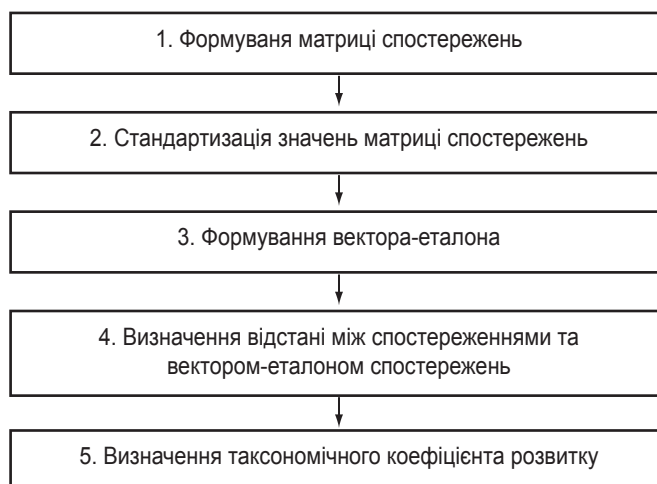 1. Формуваня матриці спостережень
2. Стандартизація значень матриці спостережень
3. Формування вектора-еталона
4. Визначення відстані між спостереженнями та
вектором-еталоном спостережень
5. Визначення таксономічного коефіцієнта розвитку